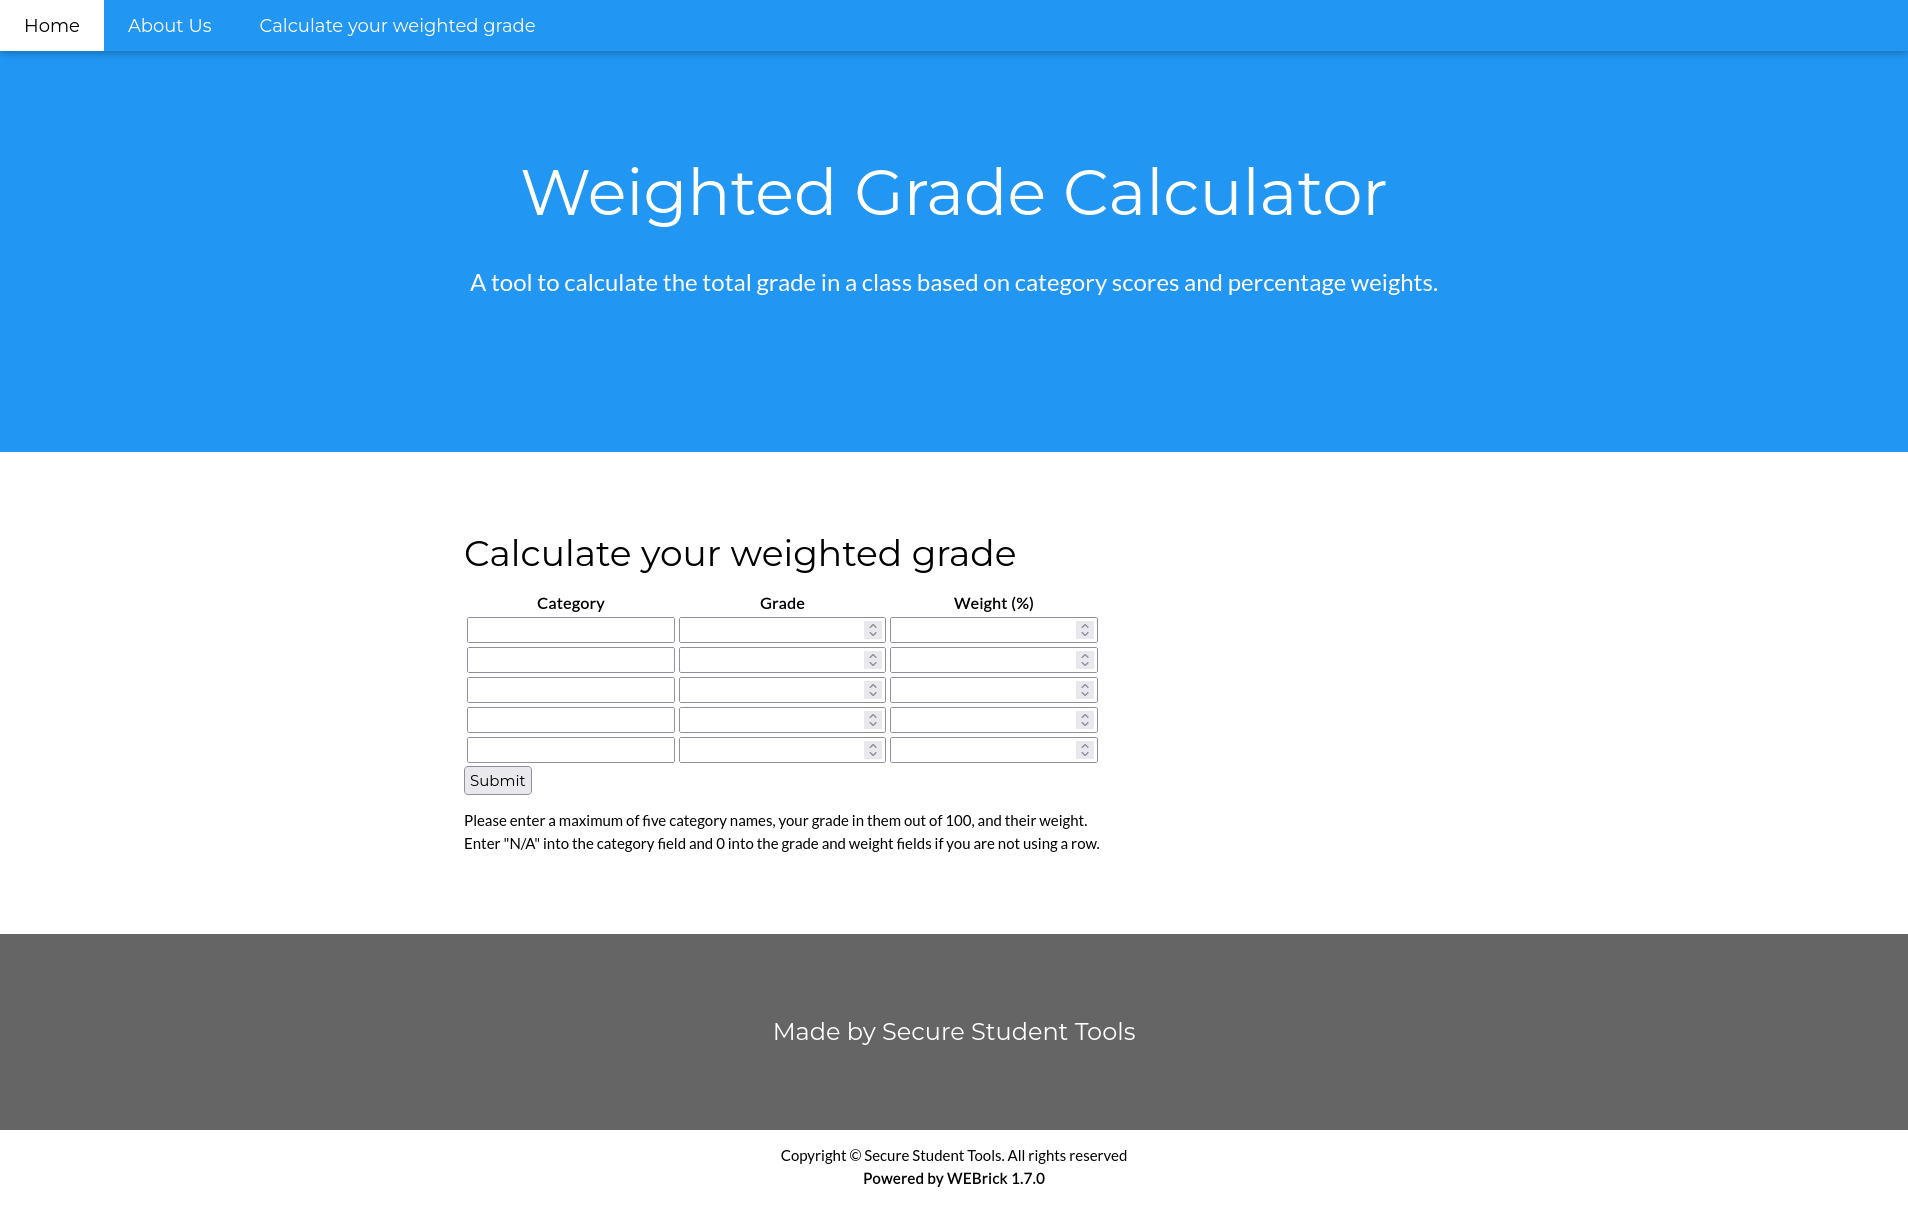 Home About Us Calculate your weighted grade
Weighted Grade Calculator
A tool to calculate the total grade in a class based on category scores and percentage weights.
Calculate your weighted grade
Category Grade Weight (%)
Submit
Please enter a maximum of five category names, your grade in them out of 100, and their weight.
Enter "N/A" into the category field and 0 into the grade and weight fields if you are not using a row.
Made by Secure Student Tools
Copyright © Secure Student Tools. All rights reserved
Powered by WEBrick 1.7.0